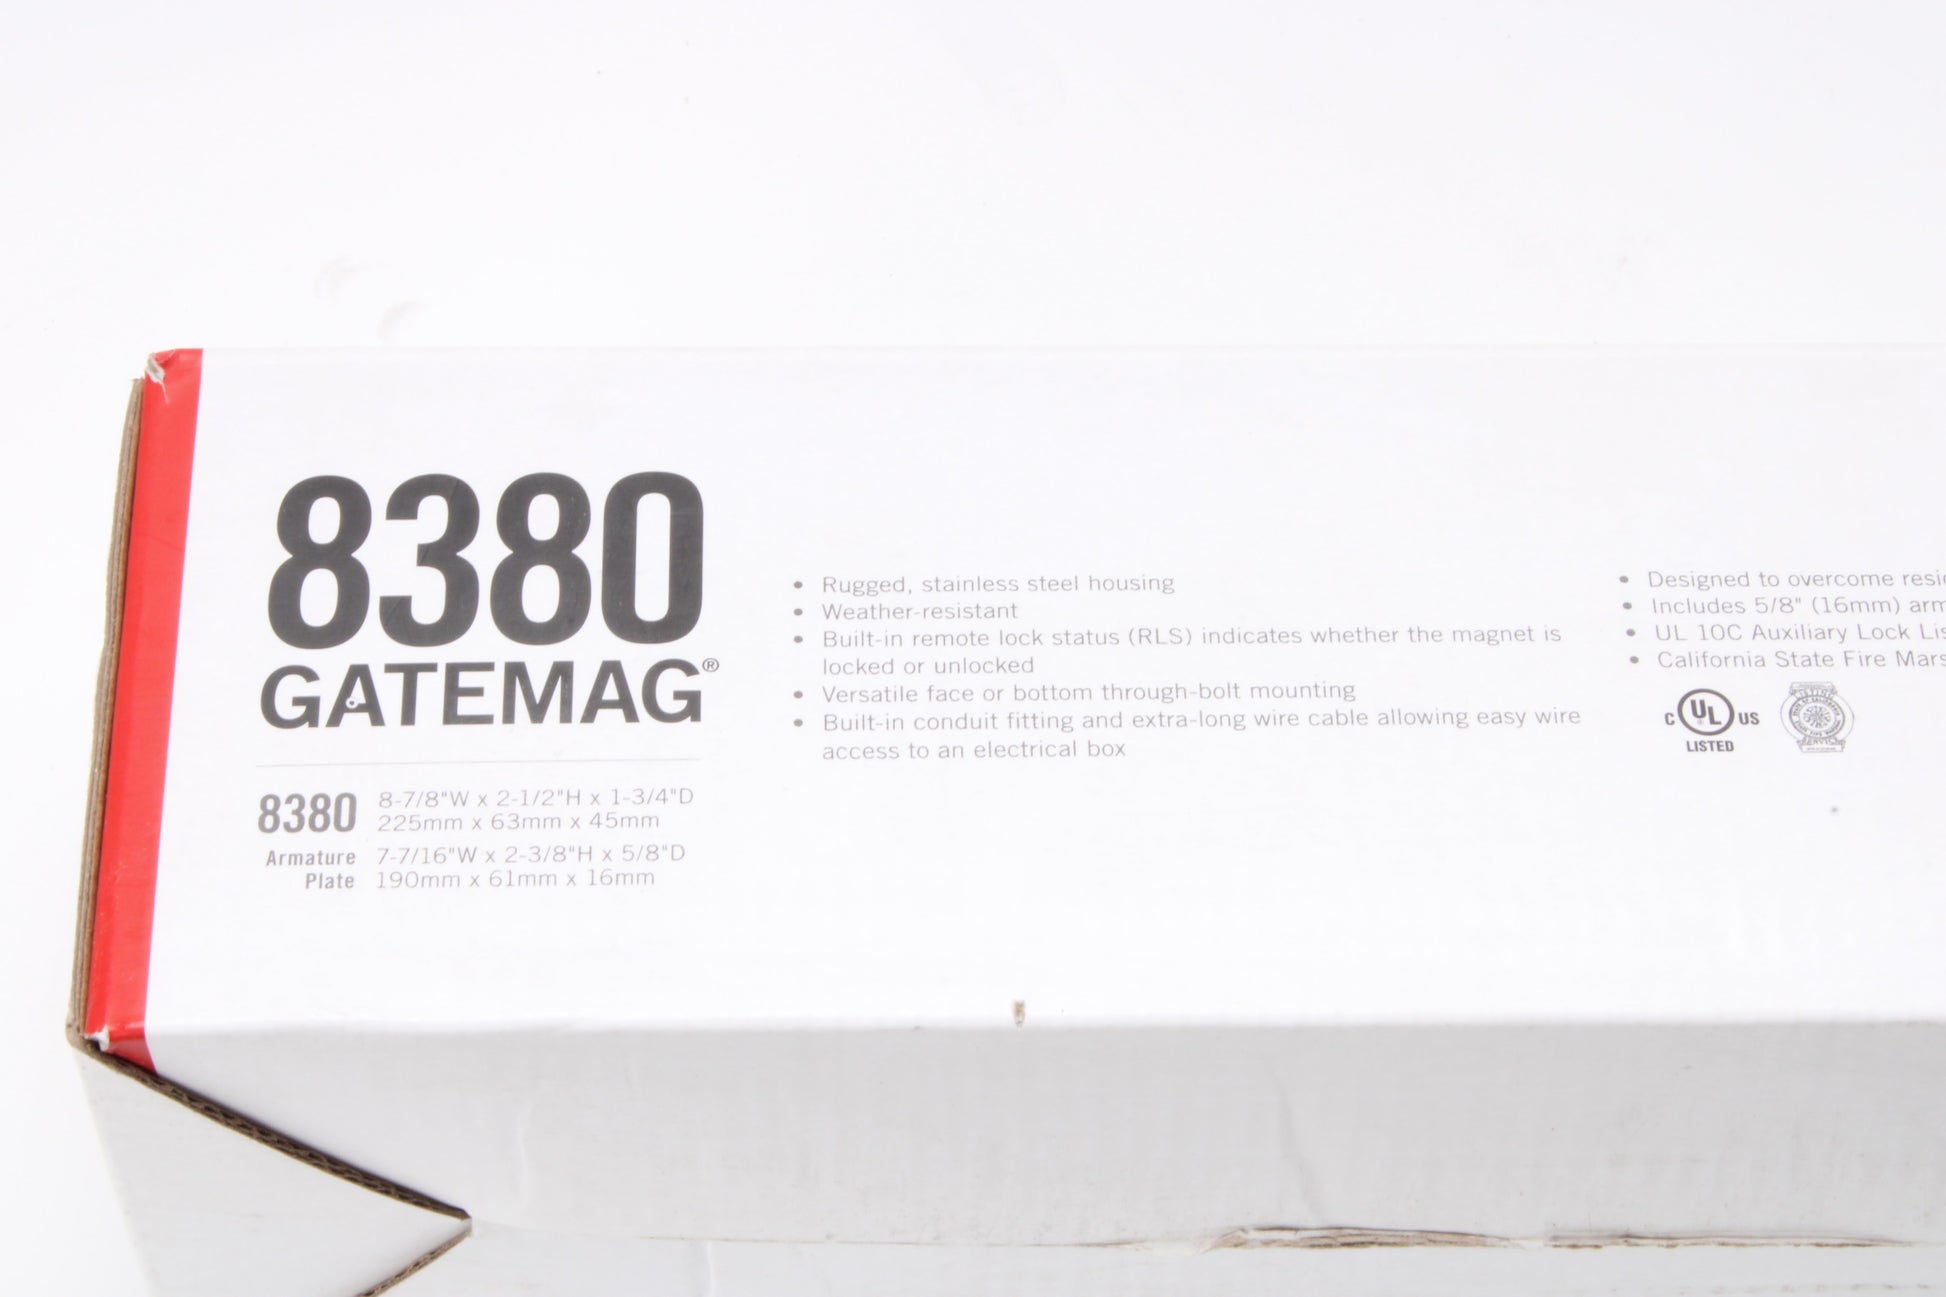 8380
GATEMAG®
8380 8-7/8"W x 2-1/2"H x 1-3/4"D
225mm x 63mm x 45mm
Armature 7-7/16"W x 2-3/8"H x 5/8"D
Plate 190mm x 61mm x 16mm
• Rugged, stainless steel housing
• Weather-resistant
• Built-in remote lock status (RLS) indicates whether the magnet is
locked or unlocked
• Versatile face or bottom through-bolt mounting
• Built-in conduit fitting and extra-long wire cable allowing easy wire
access to an electrical box
• Designed to overcome resi
• Includes 5/8" (16mm) arm
• UL 10C Auxiliary Lock Lis
• California State Fire Mars
C UL US
LISTED